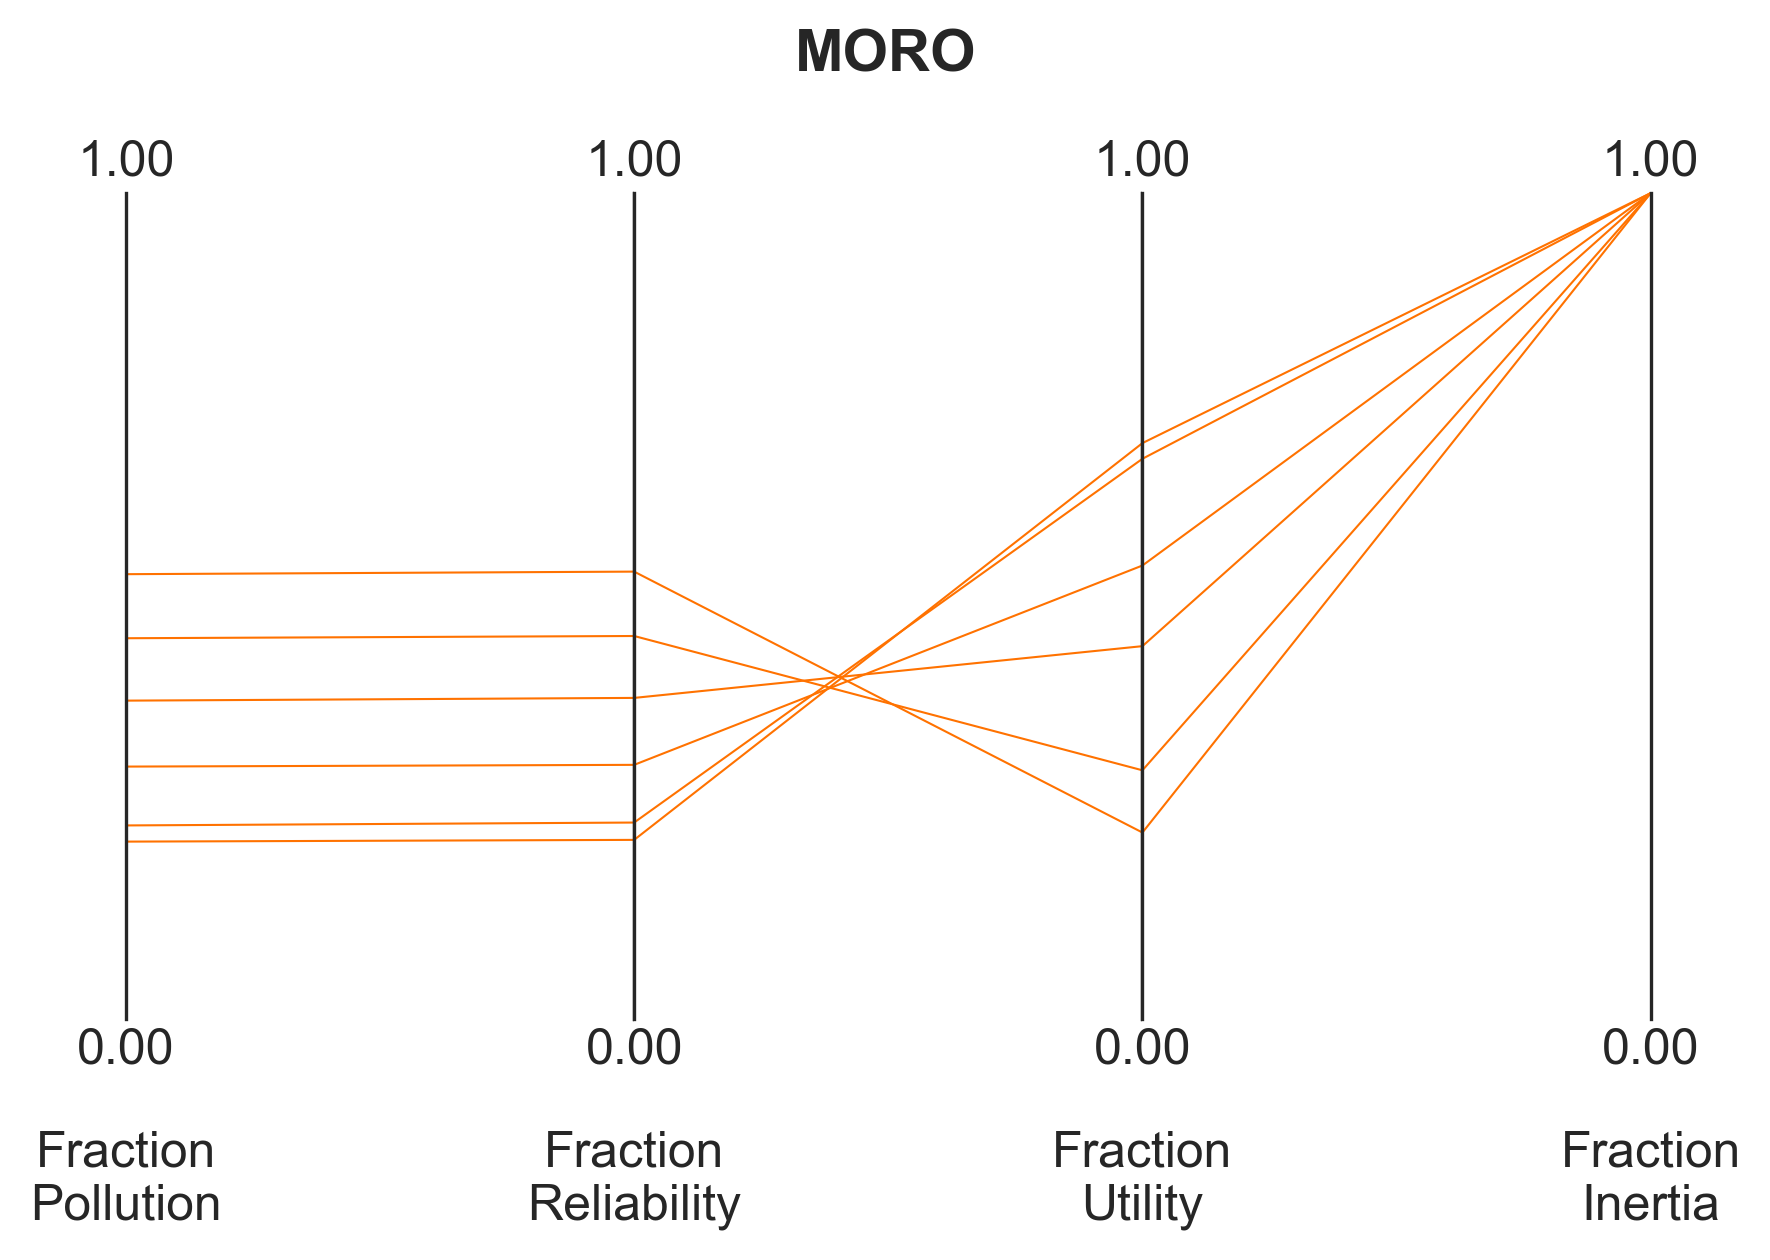 MORO
1.00 1.00 1.00 1.00
0.00 0.00 0.00 0.00
Fraction Fraction Fraction Fraction
Pollution Reliability Utility Inertia